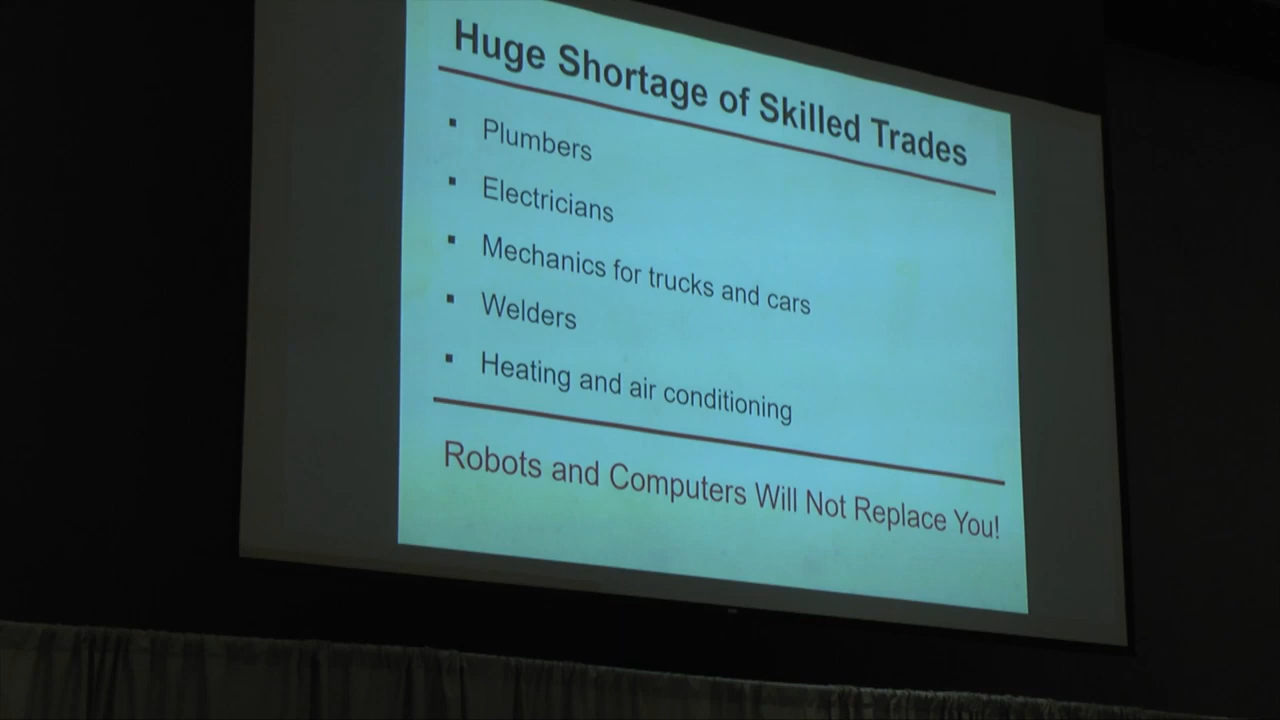 Huge Shortage of Skilled Trades
▪ Plumbers
▪ Electricians
▪ Mechanics for trucks and cars
▪ Welders
▪ Heating and air conditioning
Robots and Computers Will Not Replace You!